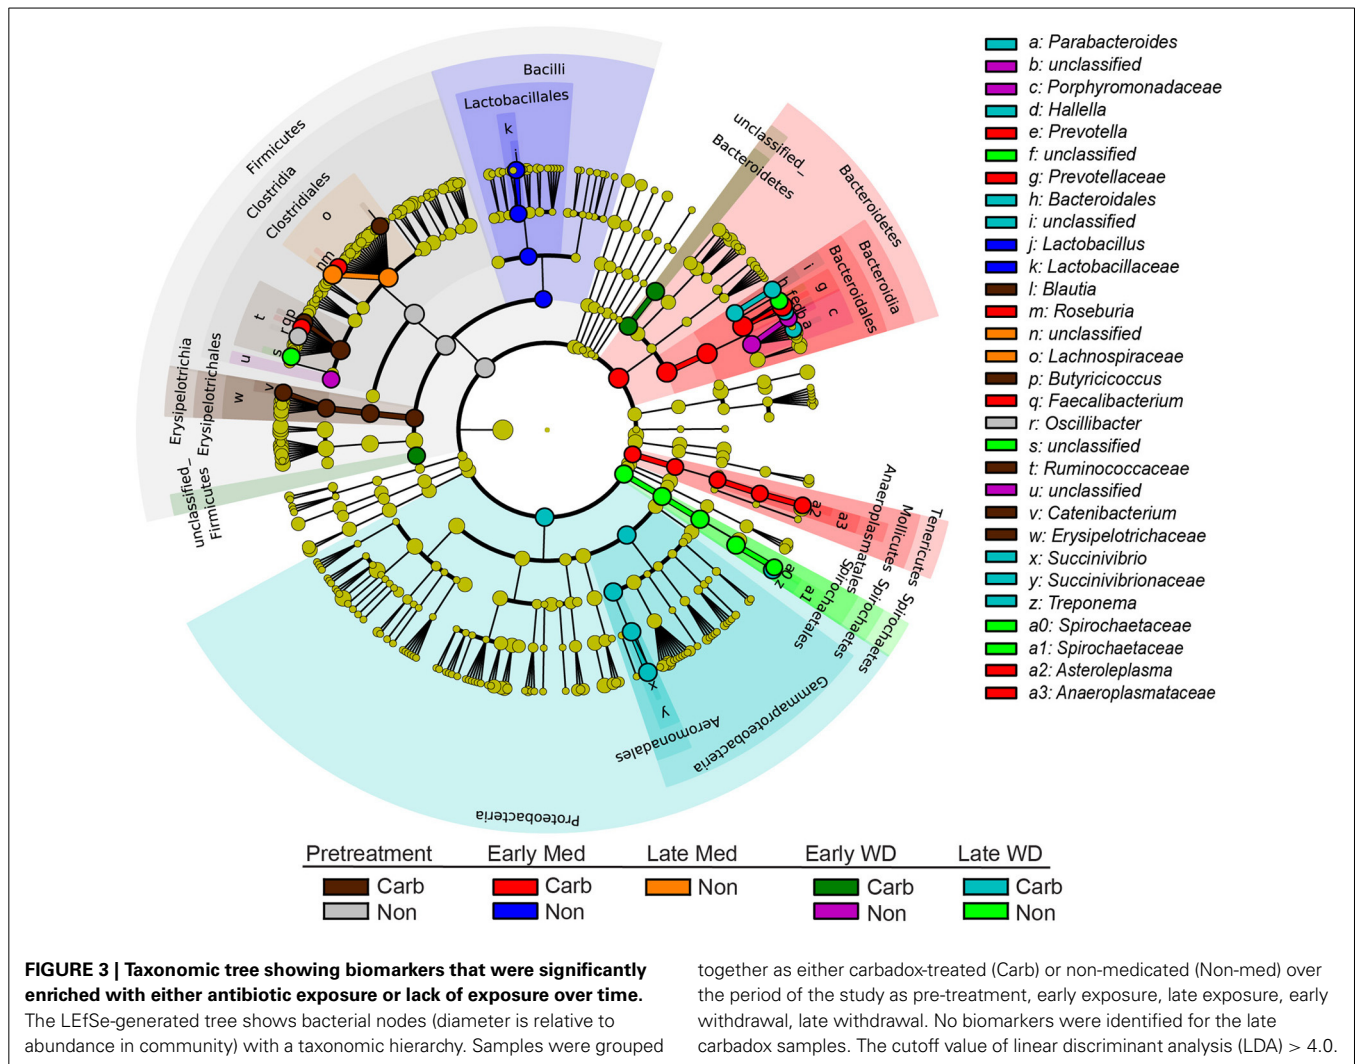 Firmicutes
Clostridia
Clostridiales
Bacilli
Lactobacillales
k
j
unclassified_
Bacteroidetes
Bacteroidetes
Bacteroidia
Bacteroidales
i
h
g
f
e
d
b
a
c
o
l
n
m
t
r
q
p
s
u
v
w
Erysipelotrichia
Erysipelotrichales
unclassified_
Firmicutes
a2
a3
Anaeroplasmatales
Mollicutes
Tenericutes
a0
z
a1
Spirochaetales
Spirochaetes
Spirochaetes
x
y
Aeromonadales
Gammaproteobacteria
Proteobacteria
a: Parabacteroides
b: unclassified
c: Porphyromonadaceae
d: Hallella
e: Prevotella
f: unclassified
g: Prevotellaceae
h: Bacteroidales
i: unclassified
j: Lactobacillus
k: Lactobacillaceae
l: Blautia
m: Roseburia
n: unclassified
o: Lachnospiraceae
p: Butyricicoccus
q: Faecalibacterium
r: Oscillibacter
s: unclassified
t: Ruminococcaceae
u: unclassified
v: Catenibacterium
w: Erysipelotrichaceae
x: Succinivibrio
y: Succinivibrionaceae
z: Treponema
a0: Spirochaetaceae
a1: Spirochaetaceae
a2: Asteroleplasma
a3: Anaeroplasmataceae
Pretreatment Early Med Late Med Early WD Late WD
Carb Carb Non Carb Carb
Non Non Non Non
FIGURE 3 | Taxonomic tree showing biomarkers that were significantly
enriched with either antibiotic exposure or lack of exposure over time.
The LEfSe-generated tree shows bacterial nodes (diameter is relative to
abundance in community) with a taxonomic hierarchy. Samples were grouped
together as either carbadox-treated (Carb) or non-medicated (Non-med) over
the period of the study as pre-treatment, early exposure, late exposure, early
withdrawal, late withdrawal. No biomarkers were identified for the late
carbadox samples. The cutoff value of linear discriminant analysis (LDA) > 4.0.